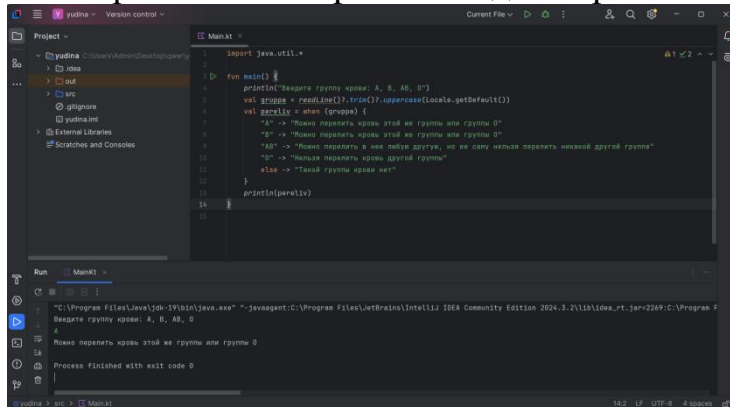 yudina
Version control
Current File
Project
Main.kt
yudina C:\Users\Admin\Desktop\qwer\y
.idea
out
src
.gitignore
yudina.iml
External Libraries
Scratches and Consoles
2
2
1 import java.util.*
3 fun main() {
println("Введите группу крови: A, B, AB, 0")
val gruppa = readLine()?.trim()?.uppercase(Locale.getDefault())
val pereliv = when (gruppa) {
"A" -> "Можно перелить кровь этой же группы или группы 0"
"B" -> "Можно перелить кровь этой же группы или группы 0"
"AB" -> "Можно перелить в нее любую другую, но ее саму нельзя перелить никакой другой группе"
"0" -> "Нельзя перелить кровь другой группы"
else -> "Такой группы крови нет"
}
println(pereliv)
14 }
15
Run
MainKt
"C:\Program Files\Java\jdk-19\bin\java.exe" "-javaagent:C:\Program Files\JetBrains\IntelliJ IDEA Community Edition 2024.3.2\lib\idea_rt.jar=2269:C:\Program F
Введите группу крови: A, B, AB, 0
A
Можно перелить кровь этой же группы или группы 0
Process finished with exit code 0
yudina > src > Main.kt
14:2 LF UTF-8 4 spaces